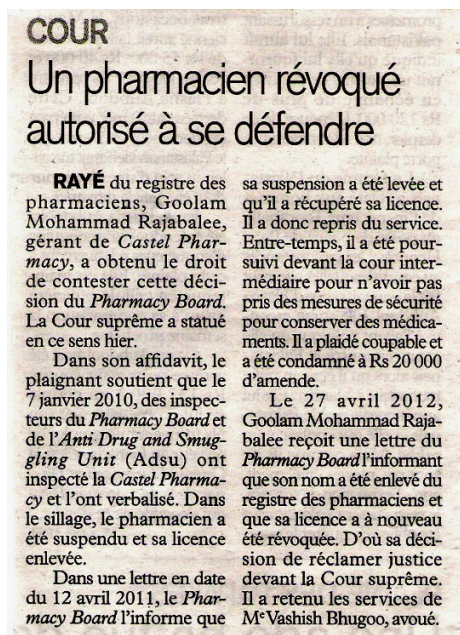 COUR
Un pharmacien révoqué
autorisé à se défendre
RAYÉ du registre des
pharmaciens, Goolam
Mohammad Rajabalee,
gérant de Castel Phar-
macy, a obtenu le droit
de contester cette déci-
sion du Pharmacy Board.
La Cour suprême a statué
en ce sens hier.
Dans son affidavit, le
plaignant soutient que le
7 janvier 2010, des inspec-
teurs du Pharmacy Board et
de l'Anti Drug and Smug-
gling Unit (Adsu) ont
inspecté la Castel Pharma-
cy et l'ont verbalisé. Dans
le sillage, le pharmacien a
été suspendu et sa licence
enlevée.
Dans une lettre en date
du 12 avril 2011, le Phar-
macy Board l'informe que
sa suspension a été levée et
qu'il a récupéré sa licence.
Il a donc repris du service.
Entre-temps, il a été pour-
suivi devant la cour inter-
médiaire pour n'avoir pas
pris des mesures de sécurité
pour conserver des médica-
ments. Il a plaidé coupable et
a été condamné à Rs 20 000
d'amende.
Le 27 avril 2012,
Goolam Mohammad Raja-
balee reçoit une lettre du
Pharmacy Board l'informant
que son nom a été enlevé du
registre des pharmaciens et
que sa licence a à nouveau
été révoquée. D'où sa déci-
sion de réclamer justice
devant la Cour suprême.
Il a retenu les services de
Me Vashish Bhugoo, avoué.